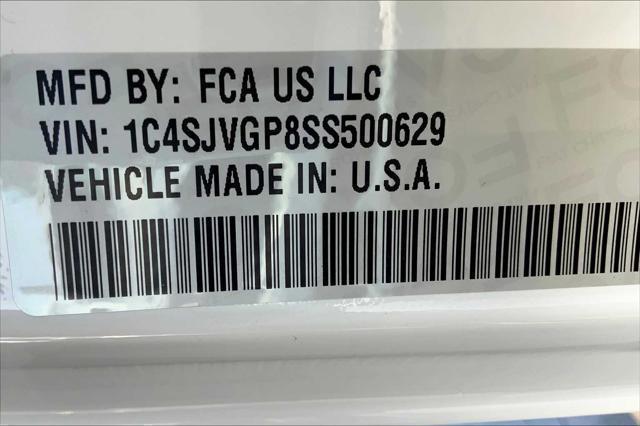 MFD BY: FCA US LLC
VIN: 1C4SJVGP8SS500629
VEHICLE MADE IN: U.S.A.